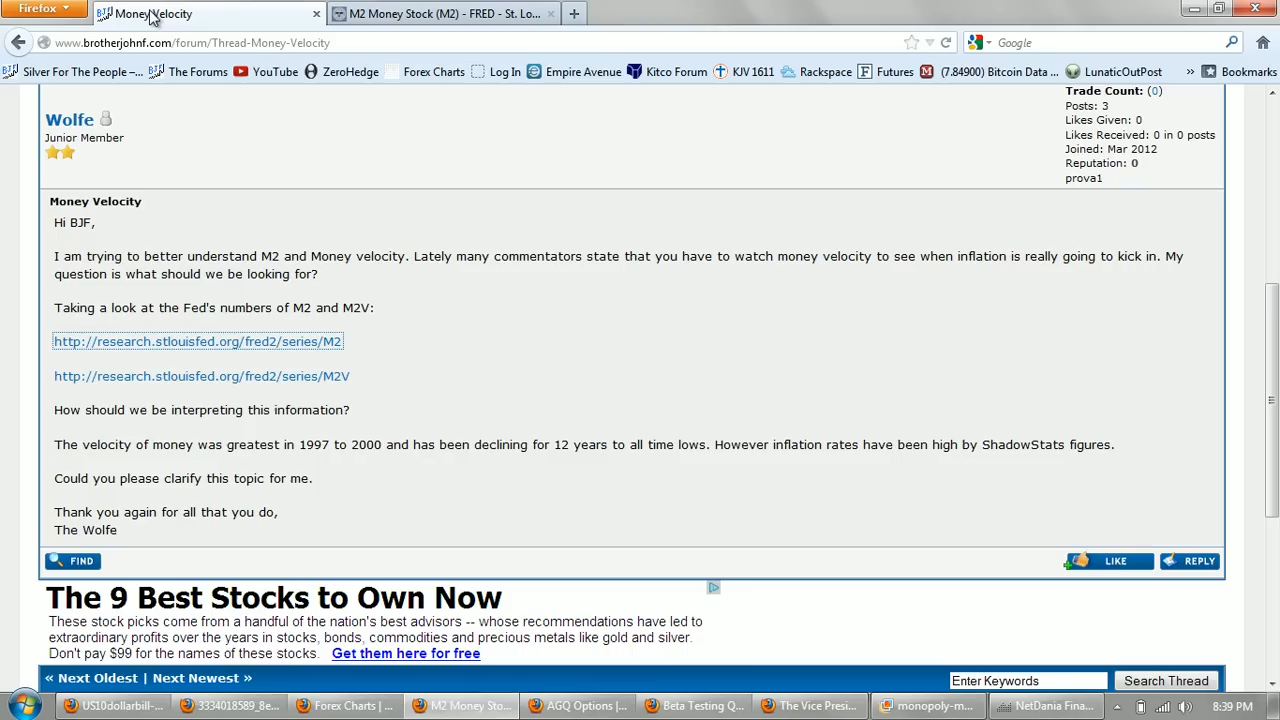 Firefox
Money Velocity
M2 Money Stock (M2) - FRED - St. Lo...
www.brotherjohnf.com/forum/Thread-Money-Velocity
Google
Silver For The People –...
The Forums
YouTube
ZeroHedge
Forex Charts
Log In
Empire Avenue
Kitco Forum
KJV 1611
Rackspace
Futures
(7.84900) Bitcoin Data ...
LunaticOutPost
»
Bookmarks
Trade Count: (0)
Wolfe
Posts: 3
Likes Given: 0
Junior Member
Likes Received: 0 in 0 posts
Joined: Mar 2012
Reputation: 0
prova1
Money Velocity
Hi BJF,
I am trying to better understand M2 and Money velocity. Lately many commentators state that you have to watch money velocity to see when inflation is really going to kick in. My
question is what should we be looking for?
Taking a look at the Fed's numbers of M2 and M2V:
http://research.stlouisfed.org/fred2/series/M2
http://research.stlouisfed.org/fred2/series/M2V
How should we be interpreting this information?
The velocity of money was greatest in 1997 to 2000 and has been declining for 12 years to all time lows. However inflation rates have been high by ShadowStats figures.
Could you please clarify this topic for me.
Thank you again for all that you do,
The Wolfe
FIND
LIKE
REPLY
The 9 Best Stocks to Own Now
These stock picks come from a handful of the nation's best advisors -- whose recommendations have led to
extraordinary profits over the years in stocks, bonds, commodities and precious metals like gold and silver.
Don't pay $99 for the names of these stocks. Get them here for free
« Next Oldest | Next Newest »
Enter Keywords
Search Thread
US10dollarbill-...
3334018589_8e...
Forex Charts |...
M2 Money Sto...
AGQ Options |...
Beta Testing Q...
The Vice Presi...
monopoly-m...
NetDania Fina...
8:39 PM